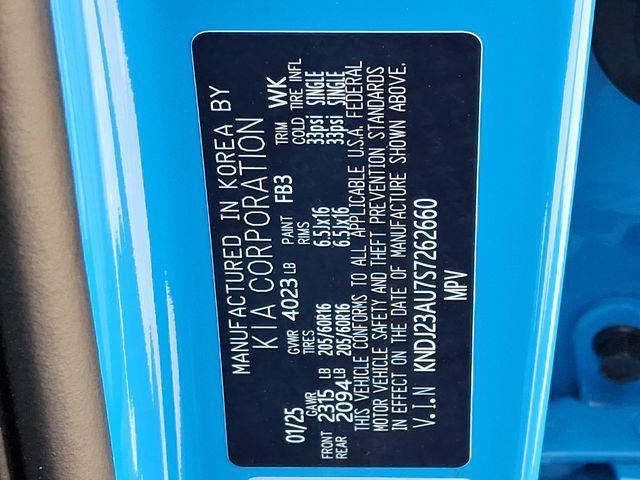 MANUFACTURED IN KOREA BY
KIA CORPORATION
01/25 GVWR 4023 LB PAINT FB3 TRIM WK
GAWR TIRES RIMS COLD TIRE INFL
FRONT 2315 LB 205/60R16 6.5Jx16 33psi SINGLE
REAR 2094 LB 205/60R16 6.5Jx16 33psi SINGLE
THIS VEHICLE CONFORMS TO ALL APPLICABLE U.S.A. FEDERAL
MOTOR VEHICLE SAFETY AND THEFT PREVENTION STANDARDS
IN EFFECT ON THE DATE OF MANUFACTURE SHOWN ABOVE.
V.I.N KNDJ23AU7S7262660
MPV